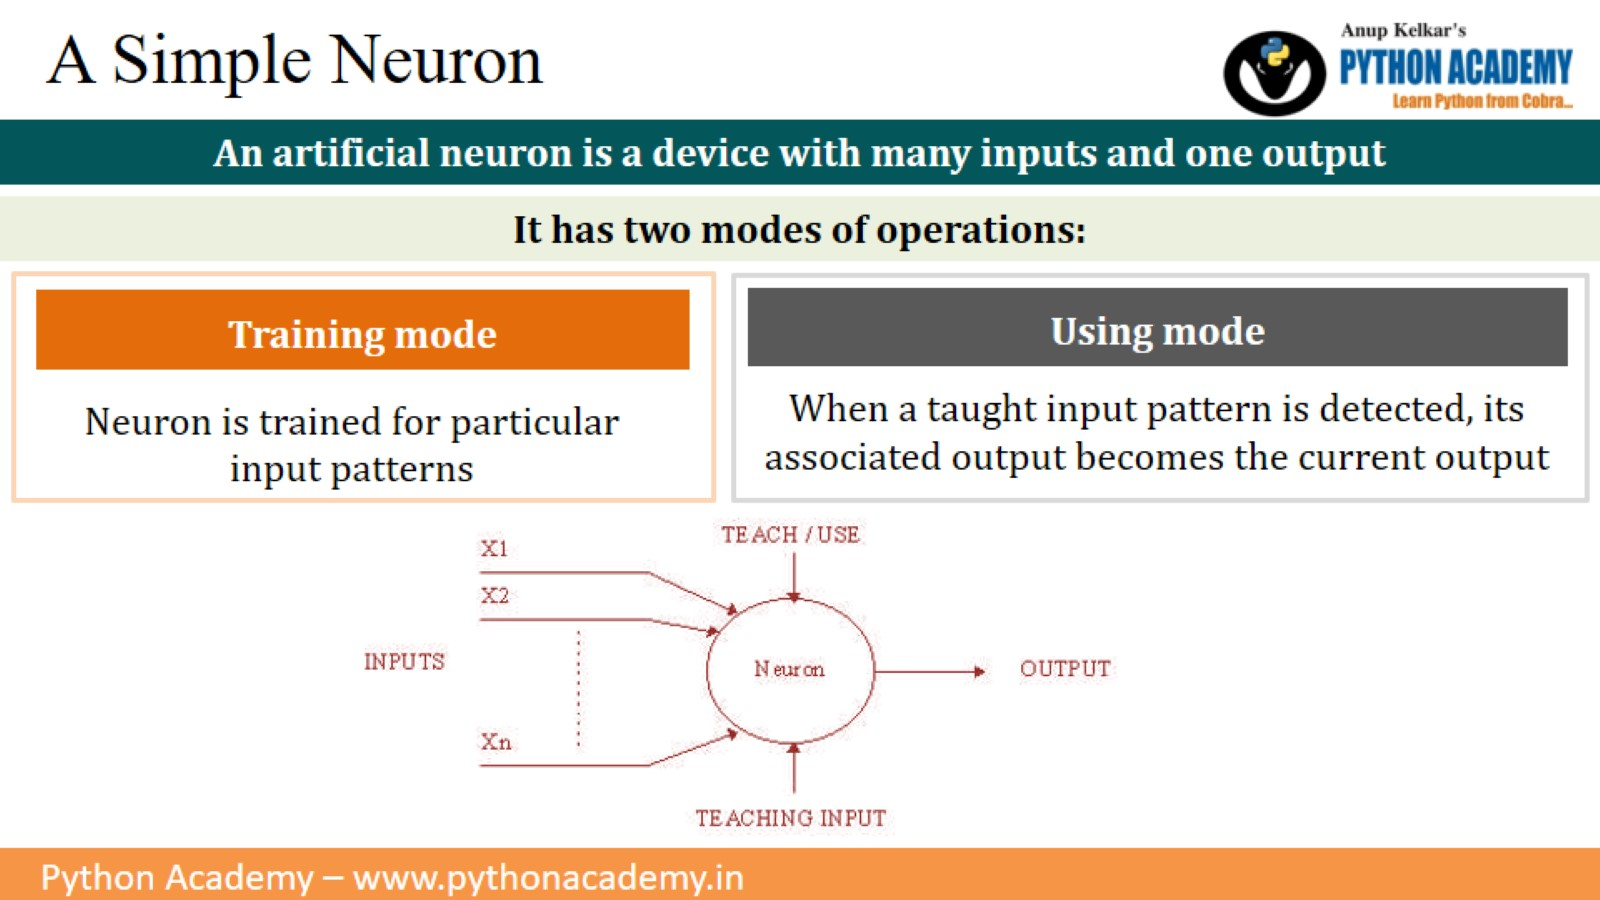 A Simple Neuron
Anup Kelkar's
PYTHON ACADEMY
Learn Python from Cobra...
An artificial neuron is a device with many inputs and one output
It has two modes of operations:
Training mode
Neuron is trained for particular
input patterns
Using mode
When a taught input pattern is detected, its
associated output becomes the current output
TEACH / USE
X1
X2
INPUTS
Neuron
OUTPUT
Xn
TEACHING INPUT
Python Academy – www.pythonacademy.in